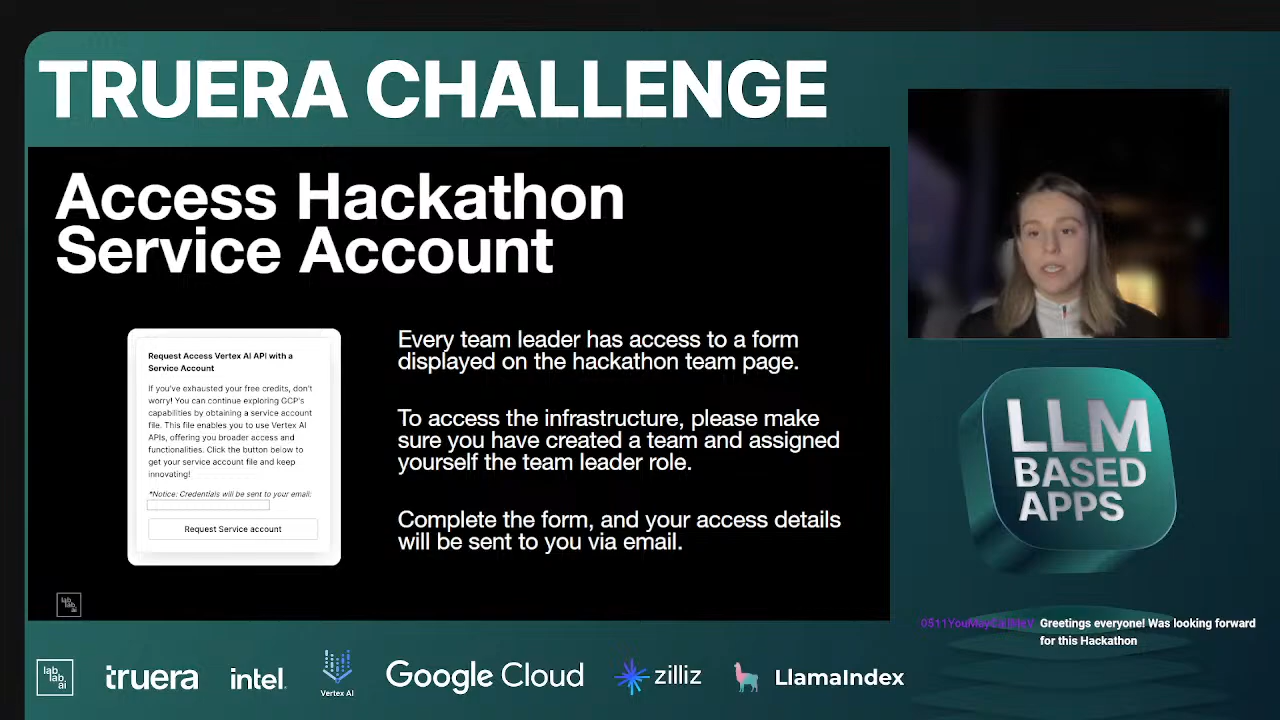 TRUERA CHALLENGE
Access Hackathon
Service Account
Request Access Vertex AI API with a
Service Account
If you've exhausted your free credits, don't
worry! You can continue exploring GCP's
capabilities by obtaining a service account
file. This file enables you to use Vertex AI
APIs, offering you broader access and
functionalities. Click the button below to
get your service account file and keep
innovating!
*Notice: Credentials will be sent to your email:
Request Service account
Every team leader has access to a form
displayed on the hackathon team page.
To access the infrastructure, please make
sure you have created a team and assigned
yourself the team leader role.
Complete the form, and your access details
will be sent to you via email.
lab
lab
.ai
LLM
BASED
APPS
Greetings everyone! Was looking forward
for this Hackathon
lab
lab
.ai
truera
intel.
Vertex AI
Google Cloud
zilliz
LlamaIndex